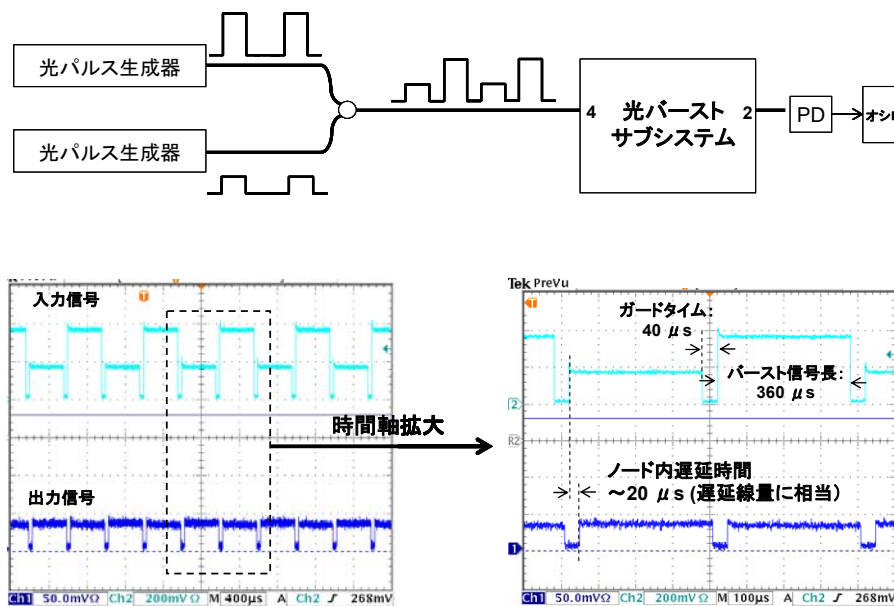 光パルス生成器
光パルス生成器
4
光バースト
サブシステム
2
PD
オシロ
入力信号
出力信号
Ch1 50.0mVΩ Ch2 200mVΩ M 400μs A Ch2 ∫ 268mV
時間軸拡大
Tek PreVu
ガードタイム:
40 μs
バースト信号長:
360 μs
2
R2
ノード内遅延時間
~20 μs (遅延線量に相当)
1
Ch1 50.0mVΩ Ch2 200mVΩ M 100μs A Ch2 ∫ 268mV